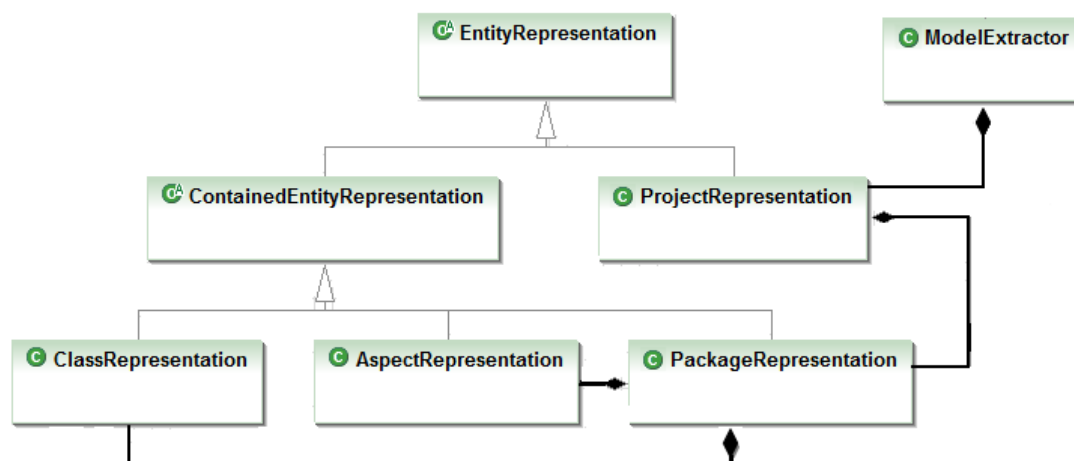 EntityRepresentation
ModelExtractor
ContainedEntityRepresentation
ProjectRepresentation
ClassRepresentation
AspectRepresentation
PackageRepresentation